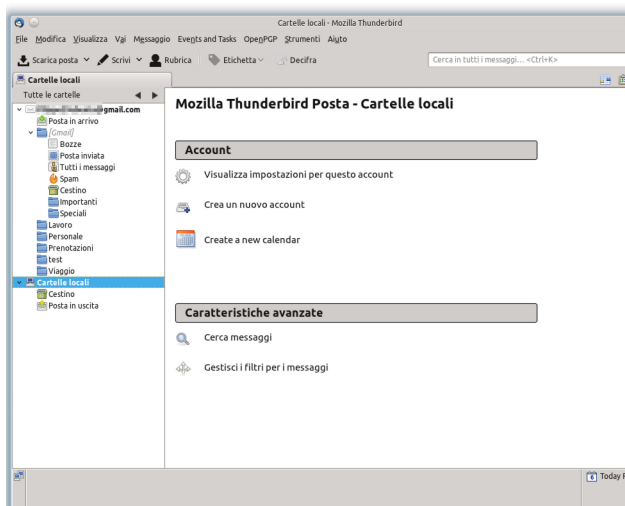 Cartelle locali - Mozilla Thunderbird
File Modifica Visualizza Vai Messaggio Events and Tasks OpenPGP Strumenti Aiuto
Scarica posta Scrivi Rubrica Etichetta Decifra Cerca in tutti i messaggi... <Ctrl+K>
Cartelle locali
Tutte le cartelle
gmail.com
Posta in arrivo
[Gmail]
Bozze
Posta inviata
Tutti i messaggi
Spam
Cestino
Importanti
Speciali
Lavoro
Personale
Prenotazioni
test
Viaggio
Cartelle locali
Cestino
Posta in uscita
Mozilla Thunderbird Posta - Cartelle locali
Account
Visualizza impostazioni per questo account
Crea un nuovo account
Create a new calendar
Caratteristiche avanzate
Cerca messaggi
Gestisci i filtri per i messaggi
6 Today